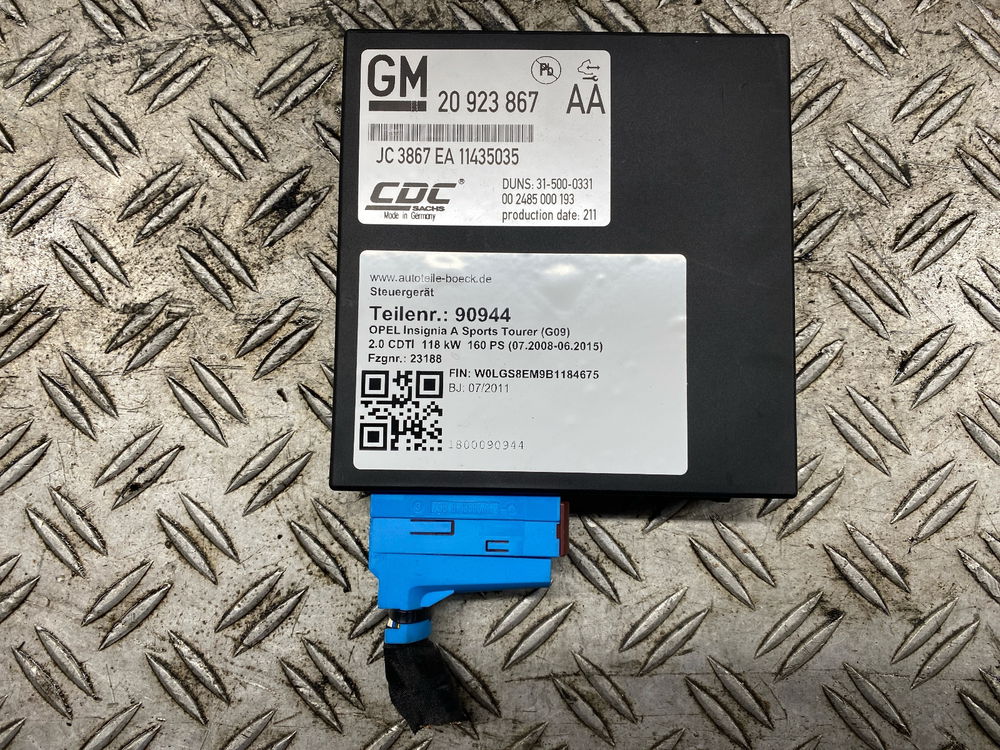 GM
Pb
20 923 867
AA
JC 3867 EA 11435035
CDC®
SACHS
Made in Germany
DUNS: 31-500-0331
00 2485 000 193
production date: 211
www.autoteile-boeck.de
Steuergerät
Teilenr.: 90944
OPEL Insignia A Sports Tourer (G09)
2.0 CDTI 118 kW 160 PS (07.2008-06.2015)
Fzgnr.: 23188
FIN: W0LGS8EM9B1184675
BJ: 07/2011
1800090944